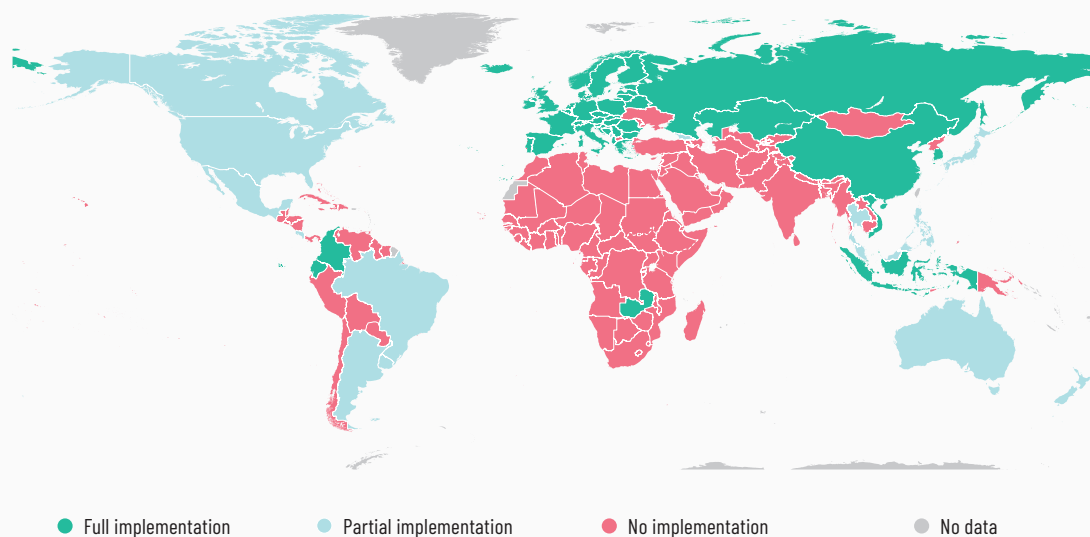 Full implementation
Partial implementation
No implementation
No data